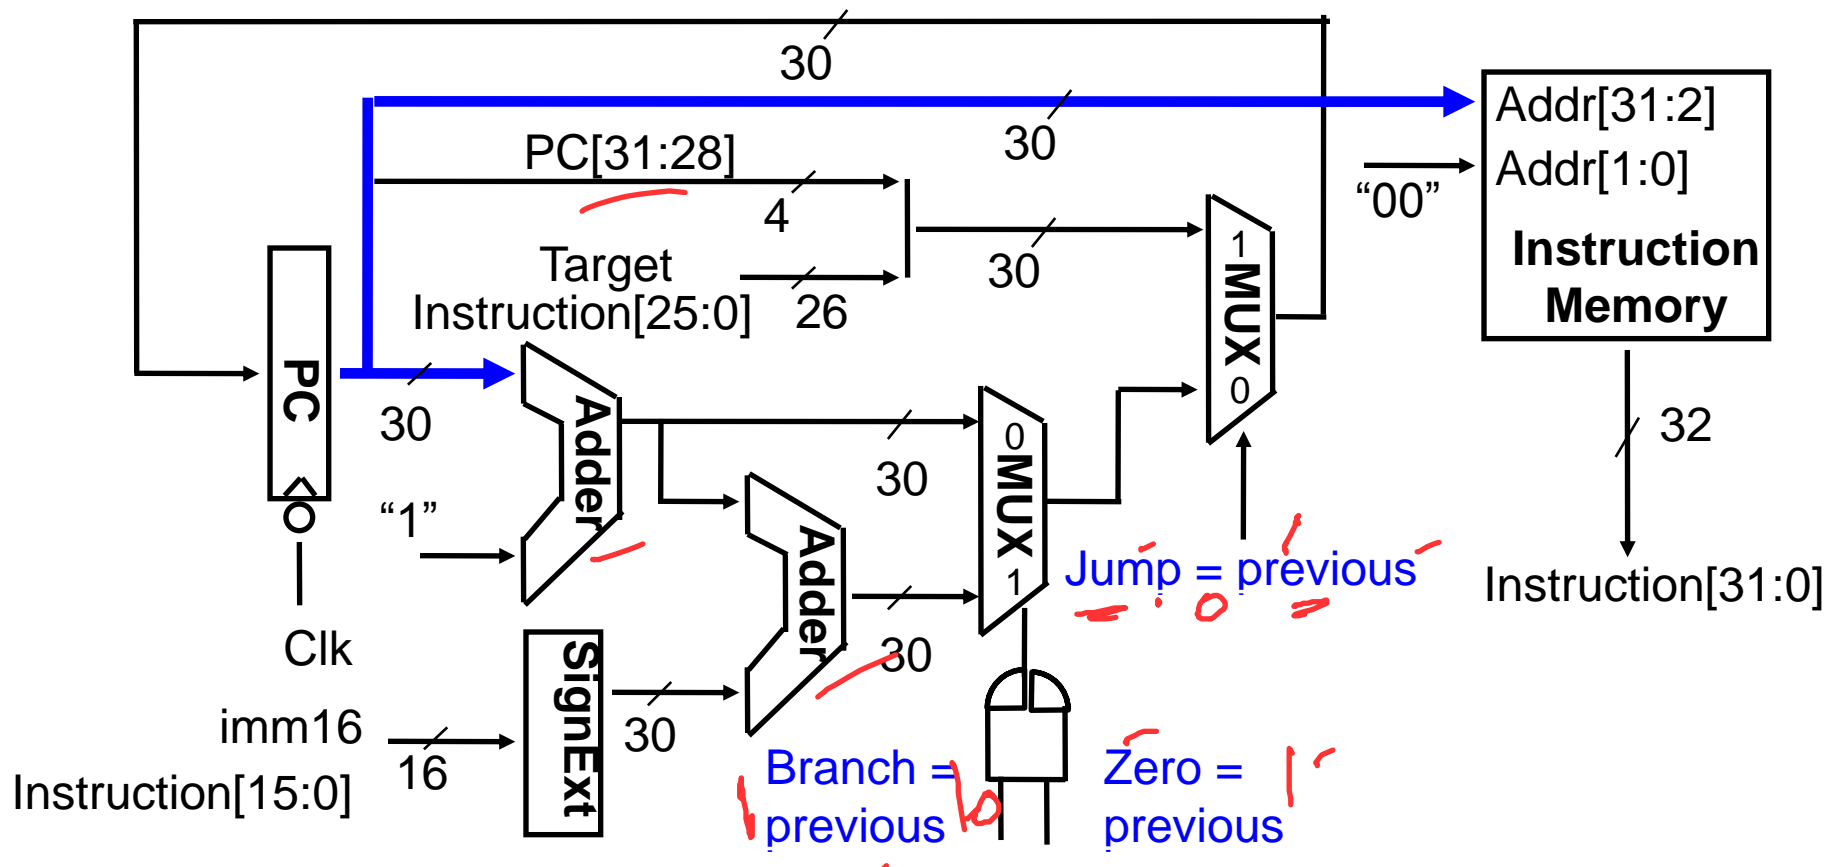 30
30
Addr[31:2]
PC[31:28]
4
Addr[1:0]
“00”
Target
Instruction[25:0]
26
30
1
MUX
0
Instruction
Memory
PC
30
Adder
30
0
MUX
1
32
“1”
Adder
30
Jump = previous
Instruction[31:0]
Clk
SignExt
30
imm16
16
Instruction[15:0]
Branch =
previous
Zero =
previous